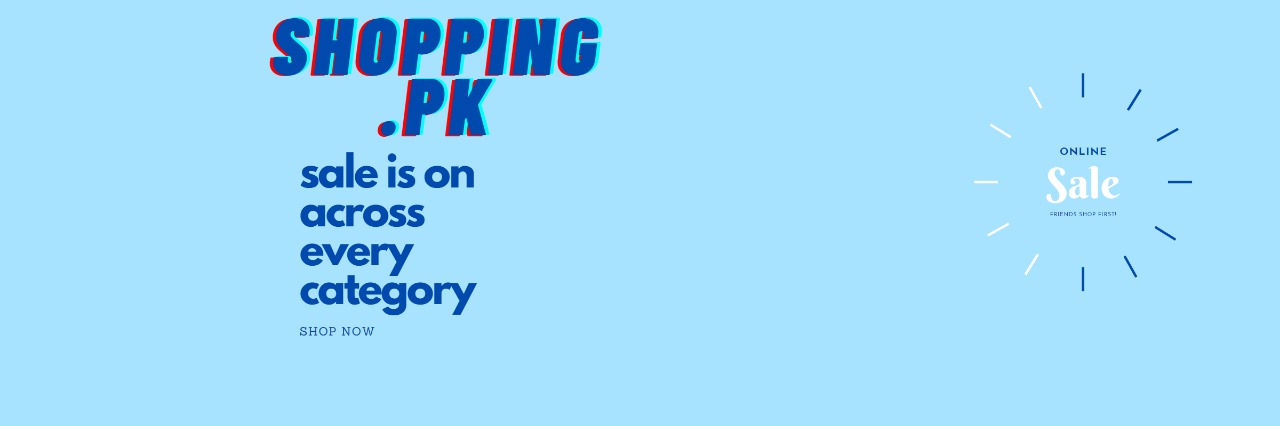 SHOPPING
.PK
sale is on
across
every
category
SHOP NOW
ONLINE
Sale
FRIENDS SHOP FIRST!